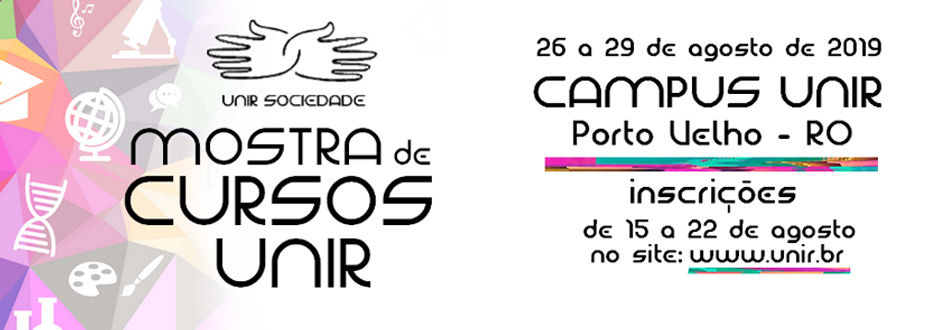 UNIR SOCIEDADE
MOSTRA de
CURSOS
UNIR
26 a 29 de agosto de 2019
CAMPUS UNIR
Porto Velho - RO
inscrições
de 15 a 22 de agosto
no site: www.unir.br